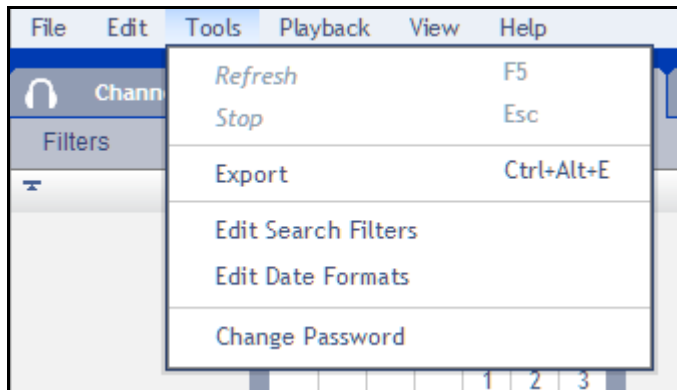 File Edit Tools Playback View Help
Refresh F5
Stop Esc
Export Ctrl+Alt+E
Edit Search Filters
Edit Date Formats
Change Password
Chann
Filters
1 2 3